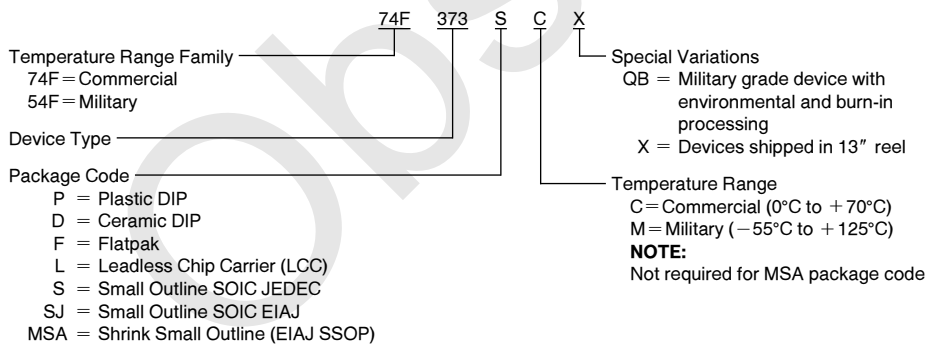 74F 373 S C X
Temperature Range Family
74F = Commercial
54F = Military
Device Type
Package Code
P = Plastic DIP
D = Ceramic DIP
F = Flatpak
L = Leadless Chip Carrier (LCC)
S = Small Outline SOIC JEDEC
SJ = Small Outline SOIC EIAJ
MSA = Shrink Small Outline (EIAJ SSOP)
Special Variations
QB = Military grade device with
environmental and burn-in
processing
X = Devices shipped in 13″ reel
Temperature Range
C = Commercial (0°C to +70°C)
M = Military (−55°C to +125°C)
NOTE:
Not required for MSA package code